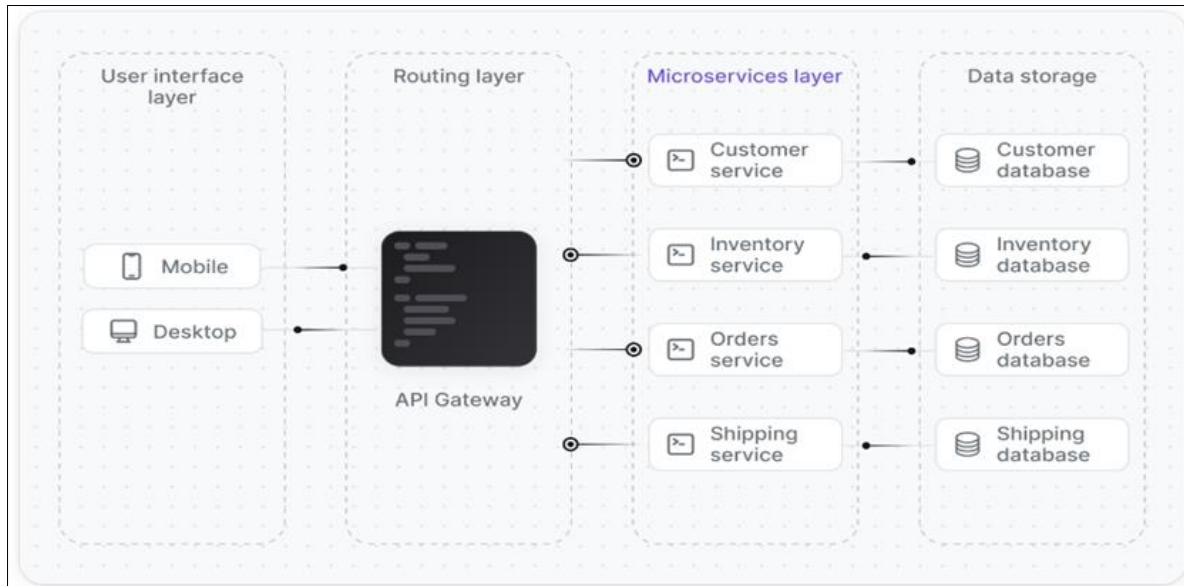 User interface
layer
Routing layer
Microservices layer
Data storage
Mobile
Desktop
API Gateway
Customer
service
Inventory
service
Orders
service
Shipping
service
Customer
database
Inventory
database
Orders
database
Shipping
database